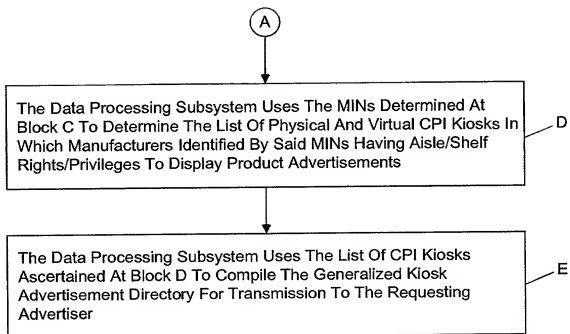 A
The Data Processing Subsystem Uses The MINs Determined At
Block C To Determine The List Of Physical And Virtual CPI Kiosks In
Which Manufacturers Identified By Said MINs Having Aisle/Shelf
Rights/Privileges To Display Product Advertisements
D
The Data Processing Subsystem Uses The List Of CPI Kiosks
Ascertained At Block D To Compile The Generalized Kiosk
Advertisement Directory For Transmission To The Requesting
Advertiser
E